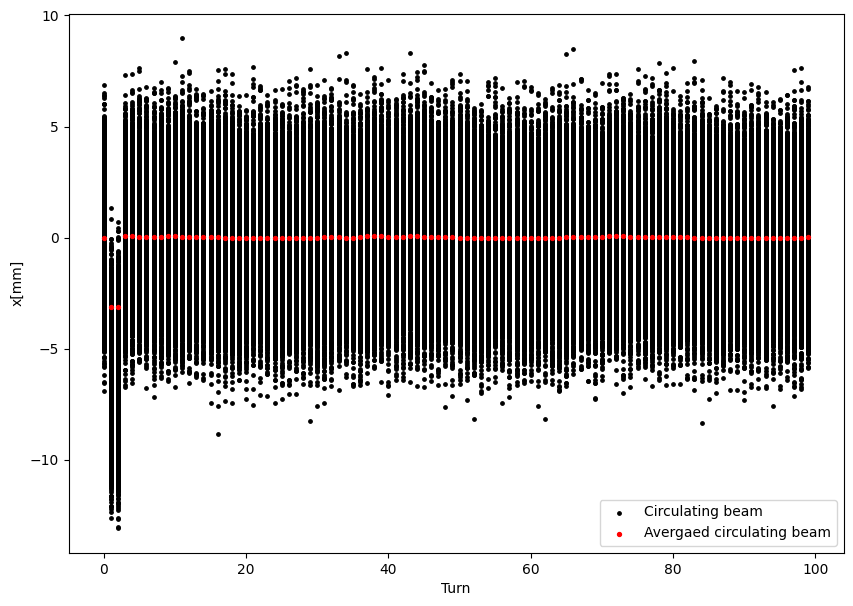 10
5
0
−5
−10
x[mm]
Circulating beam
Avergaed circulating beam
0 20 40 60 80 100
Turn